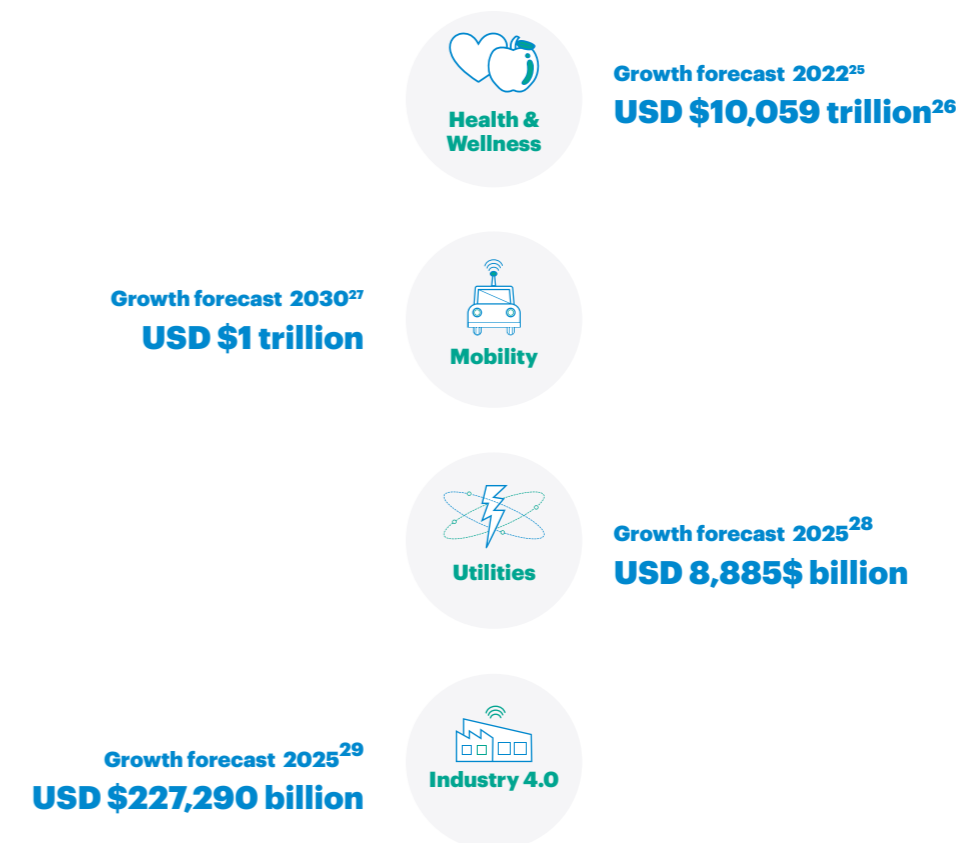 Health &
Wellness
Growth forecast 2022²⁵
USD $10,059 trillion²⁶
Growth forecast 2030²⁷
USD $1 trillion
Mobility
Utilities
Growth forecast 2025²⁸
USD 8,885$ billion
Growth forecast 2025²⁹
USD $227,290 billion
Industry 4.0